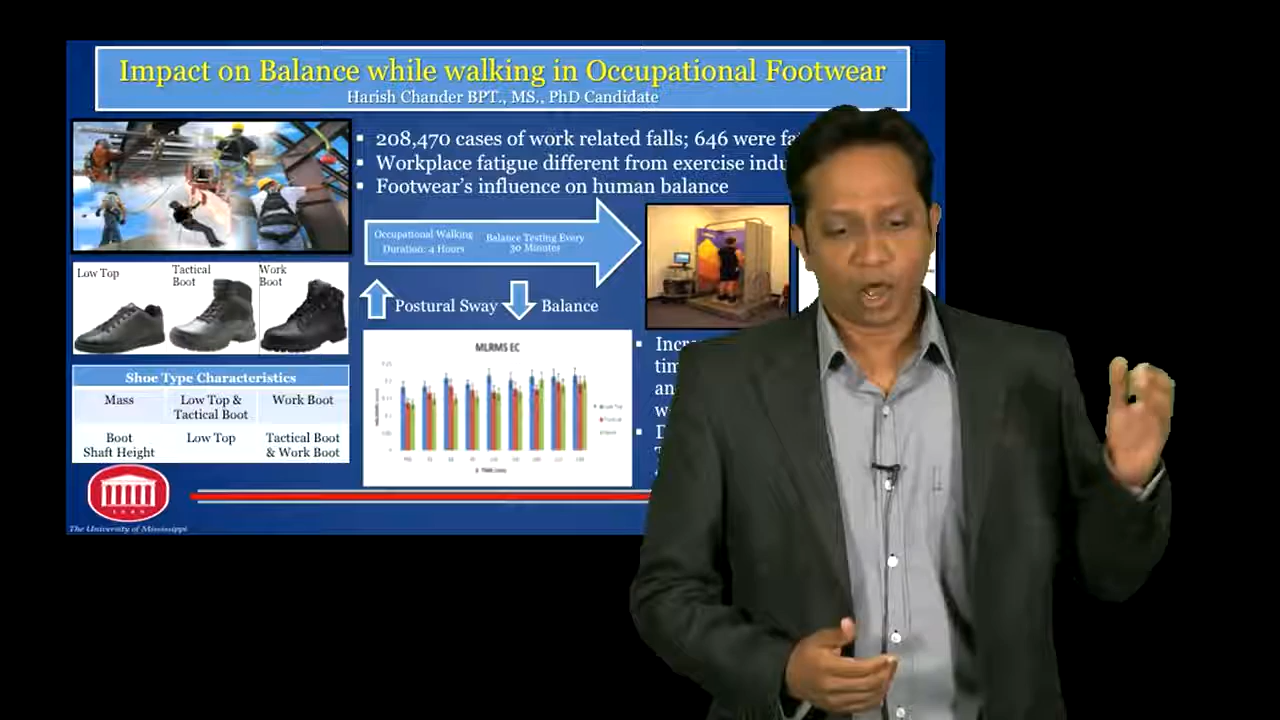 Impact on Balance while walking in Occupational Footwear
Harish Chander BPT., MS., PhD Candidate
208,470 cases of work related falls; 646 were
Workplace fatigue different from exercise
Footwear's influence on human balance
Occupational Walking
Duration: 4 Hours
Balance Testing Every
30 Minutes
Low Top
Tactical
Boot
Work
Boot
Postural Sway
Balance
MLRMS EC
Shoe Type Characteristics
Mass
Low Top &
Tactical Boot
Work Boot
Boot
Shaft Height
Low Top
Tactical Boot
& Work Boot
The University of Mississippi